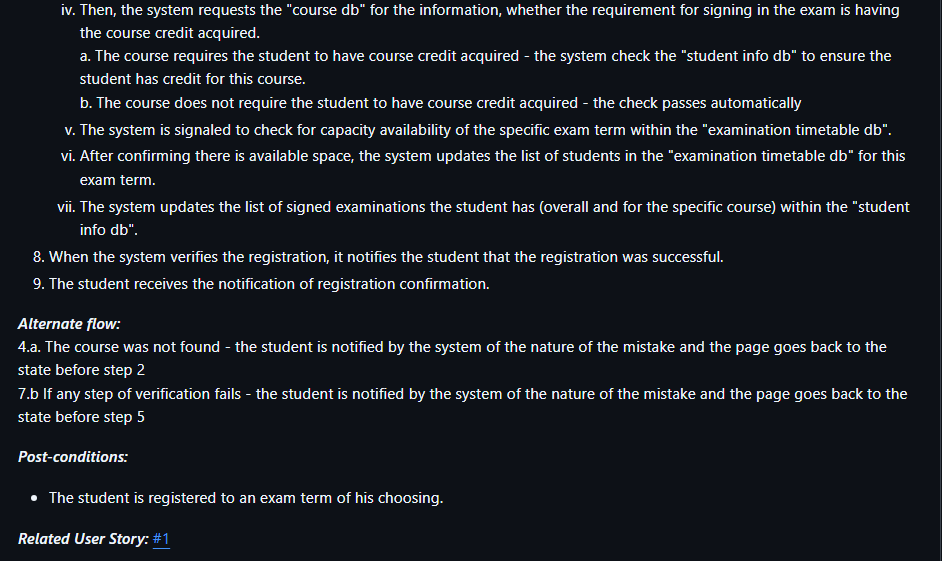 iv. Then, the system requests the "course db" for the information, whether the requirement for signing in the exam is having
the course credit acquired.
a. The course requires the student to have course credit acquired - the system check the "student info db" to ensure the
student has credit for this course.
b. The course does not require the student to have course credit acquired - the check passes automatically
v. The system is signaled to check for capacity availability of the specific exam term within the "examination timetable db".
vi. After confirming there is available space, the system updates the list of students in the "examination timetable db" for this
exam term.
vii. The system updates the list of signed examinations the student has (overall and for the specific course) within the "student
info db".
8. When the system verifies the registration, it notifies the student that the registration was successful.
9. The student receives the notification of registration confirmation.
Alternate flow:
4.a. The course was not found - the student is notified by the system of the nature of the mistake and the page goes back to the
state before step 2
7.b If any step of verification fails - the student is notified by the system of the nature of the mistake and the page goes back to the
state before step 5
Post-conditions:
• The student is registered to an exam term of his choosing.
Related User Story: #1